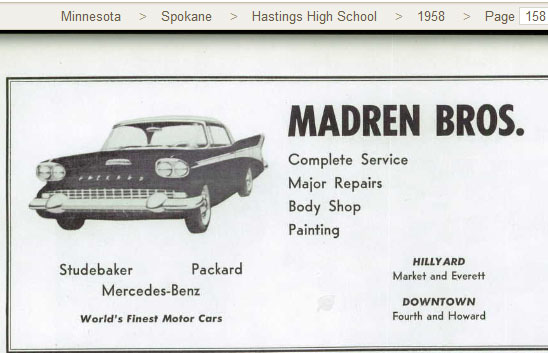 Minnesota > Spokane > Hastings High School > 1958 > Page 158
MADREN BROS.
Complete Service
Major Repairs
Body Shop
Painting
PACKARD
Studebaker Packard
Mercedes-Benz
World's Finest Motor Cars
HILLYARD
Market and Everett
DOWNTOWN
Fourth and Howard